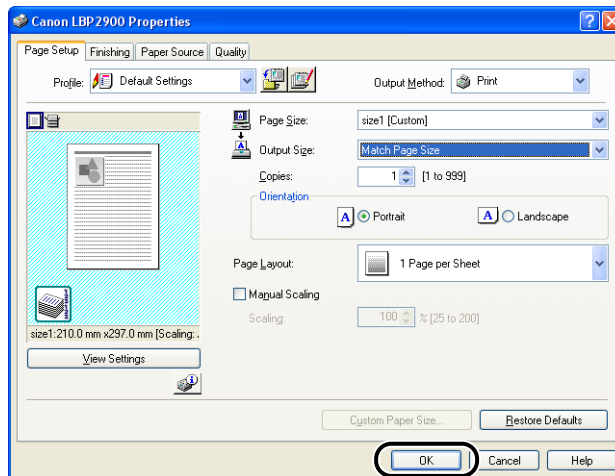 Canon LBP2900 Properties
Page Setup Finishing Paper Source Quality
Profile: Default Settings Output Method: Print
Page Size: size1 [Custom]
Output Size: Match Page Size
Copies: 1 [1 to 999]
Orientation
A Portrait A Landscape
Page Layout: 1 Page per Sheet
Manual Scaling
Scaling: 100 % [25 to 200]
size1:210.0 mm x297.0 mm [Scaling: .
View Settings
Custom Paper Size... Restore Defaults
OK Cancel Help